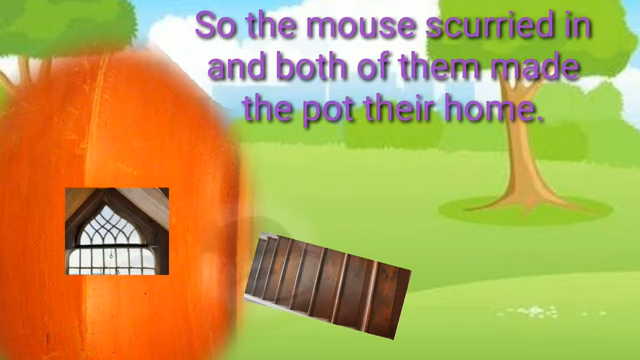 So the mouse scurried in
and both of them made
the pot their home.